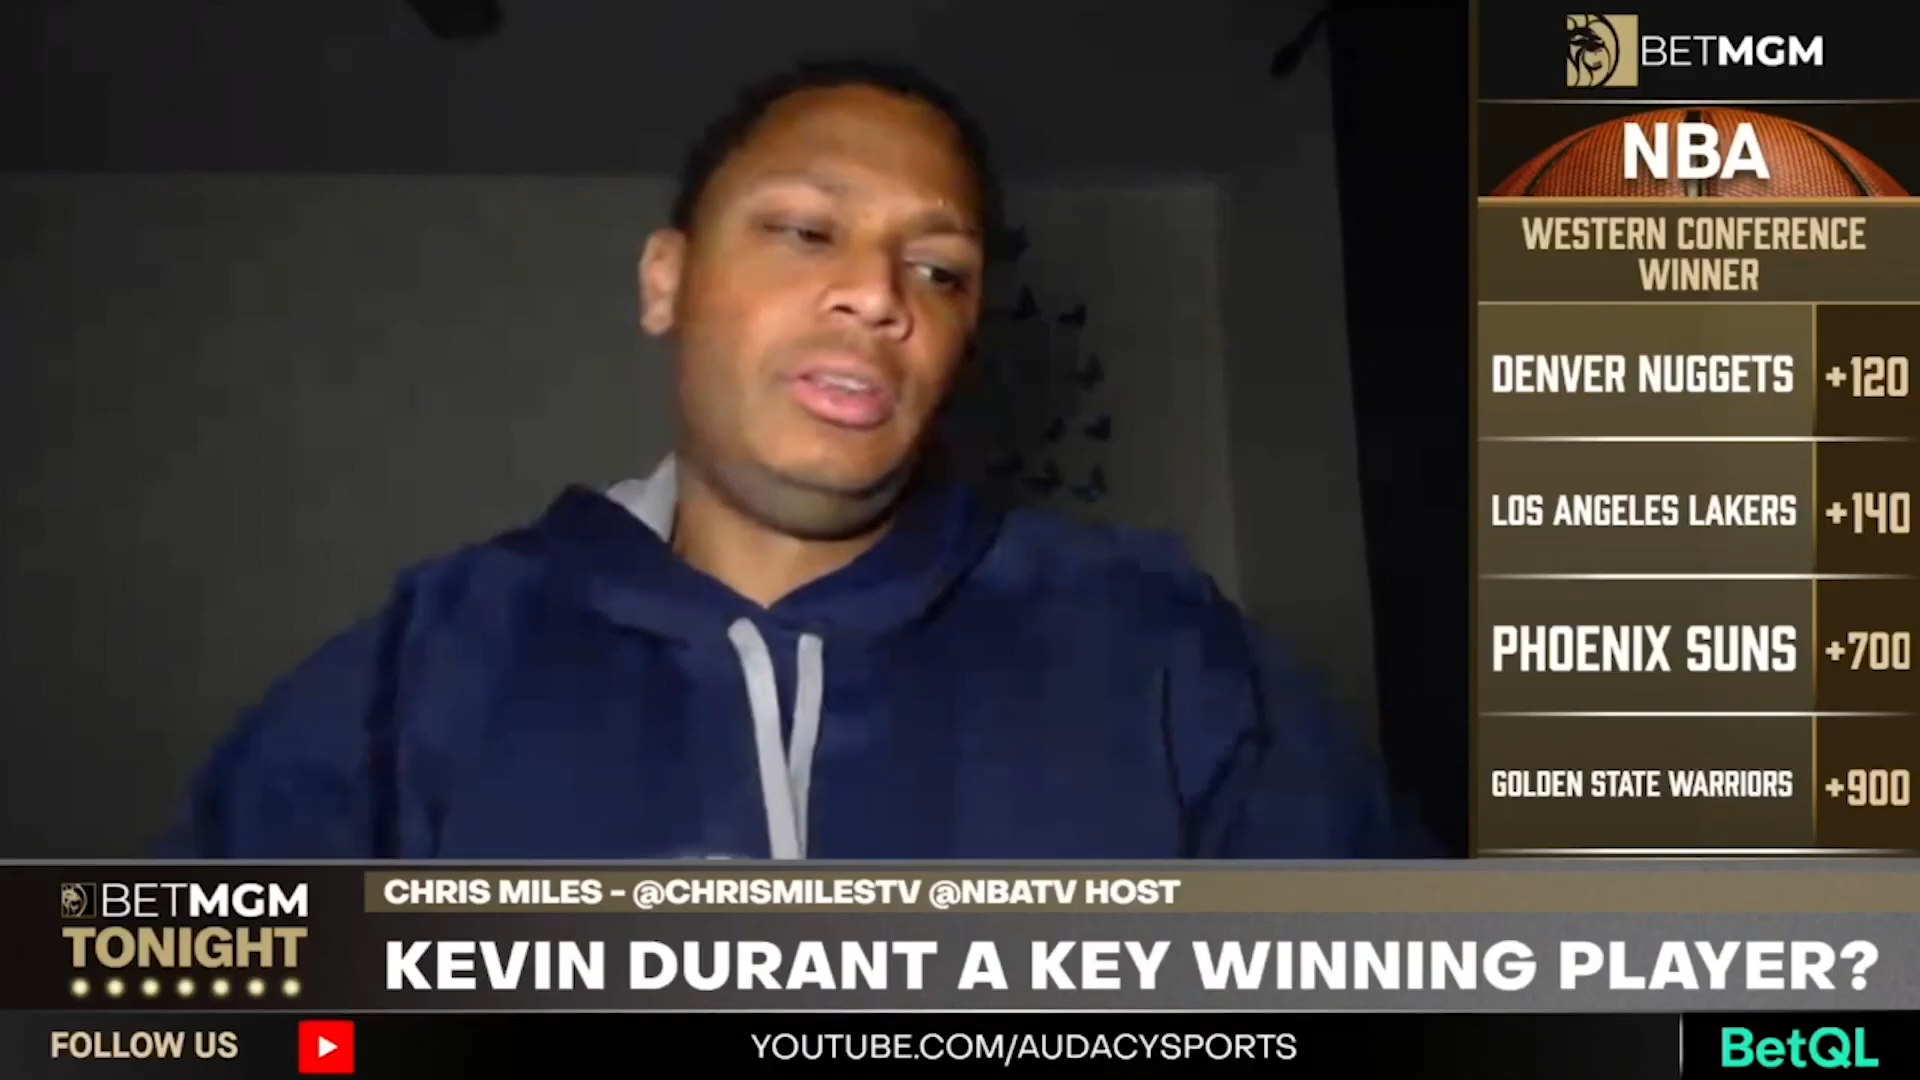 BETMGM
NBA
WESTERN CONFERENCE
WINNER
DENVER NUGGETS +120
LOS ANGELES LAKERS +140
PHOENIX SUNS +700
GOLDEN STATE WARRIORS +900
BETMGM
TONIGHT
CHRIS MILES - @CHRISMILESTV @NBATV HOST
KEVIN DURANT A KEY WINNING PLAYER?
FOLLOW US
YOUTUBE.COM/AUDACYSPORTS
BetQL